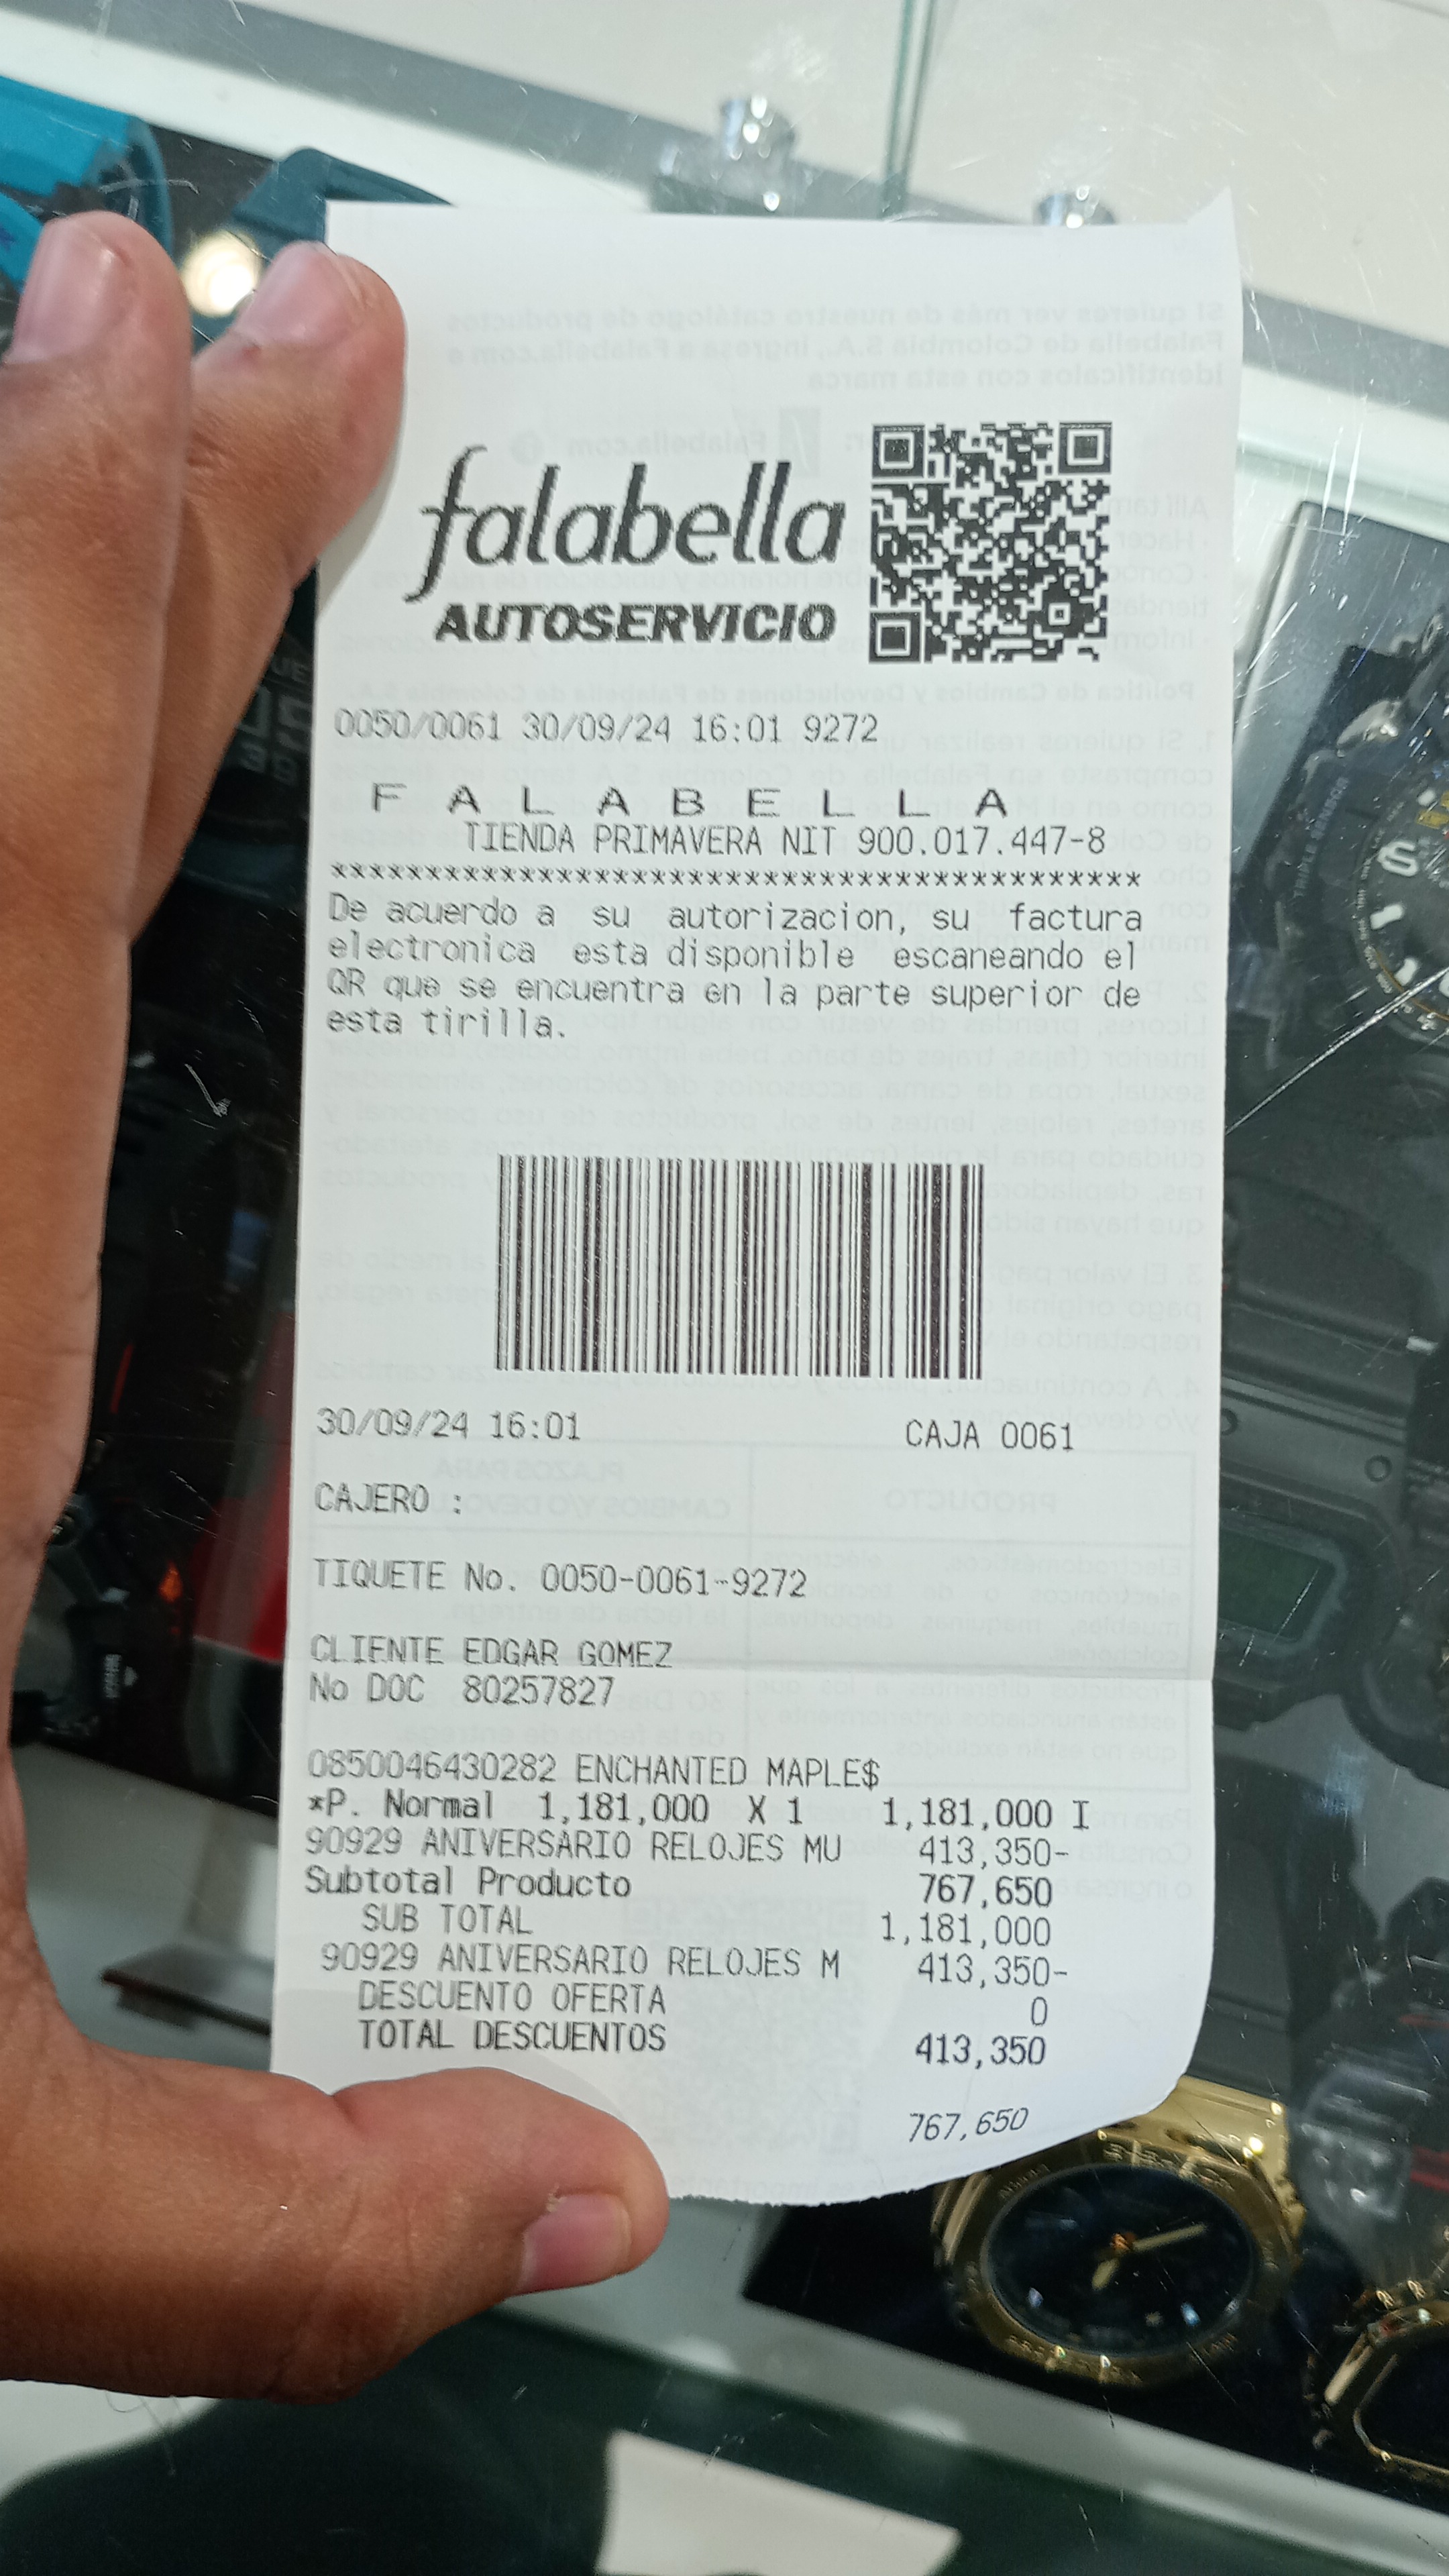 falabella
AUTOSERVICIO
0050/0061 30/09/24 16:01 9272
F A L A B E L L A
TIENDA PRIMAVERA NIT 900.017.447-8
*******************************************
De acuerdo a su autorizacion, su factura
electronica esta disponible escaneando el
QR que se encuentra en la parte superior de
esta tirilla.
30/09/24 16:01 CAJA 0061
CAJERO :
TIQUETE No. 0050-0061-9272
CLIENTE EDGAR GOMEZ
No DOC 80257827
0850046430282 ENCHANTED MAPLE$
*P. Normal 1,181,000 X 1 1,181,000 I
90929 ANIVERSARIO RELOJES MU 413,350-
Subtotal Producto 767,650
SUB TOTAL 1,181,000
90929 ANIVERSARIO RELOJES M 413,350-
DESCUENTO OFERTA 0
TOTAL DESCUENTOS 413,350
767,650